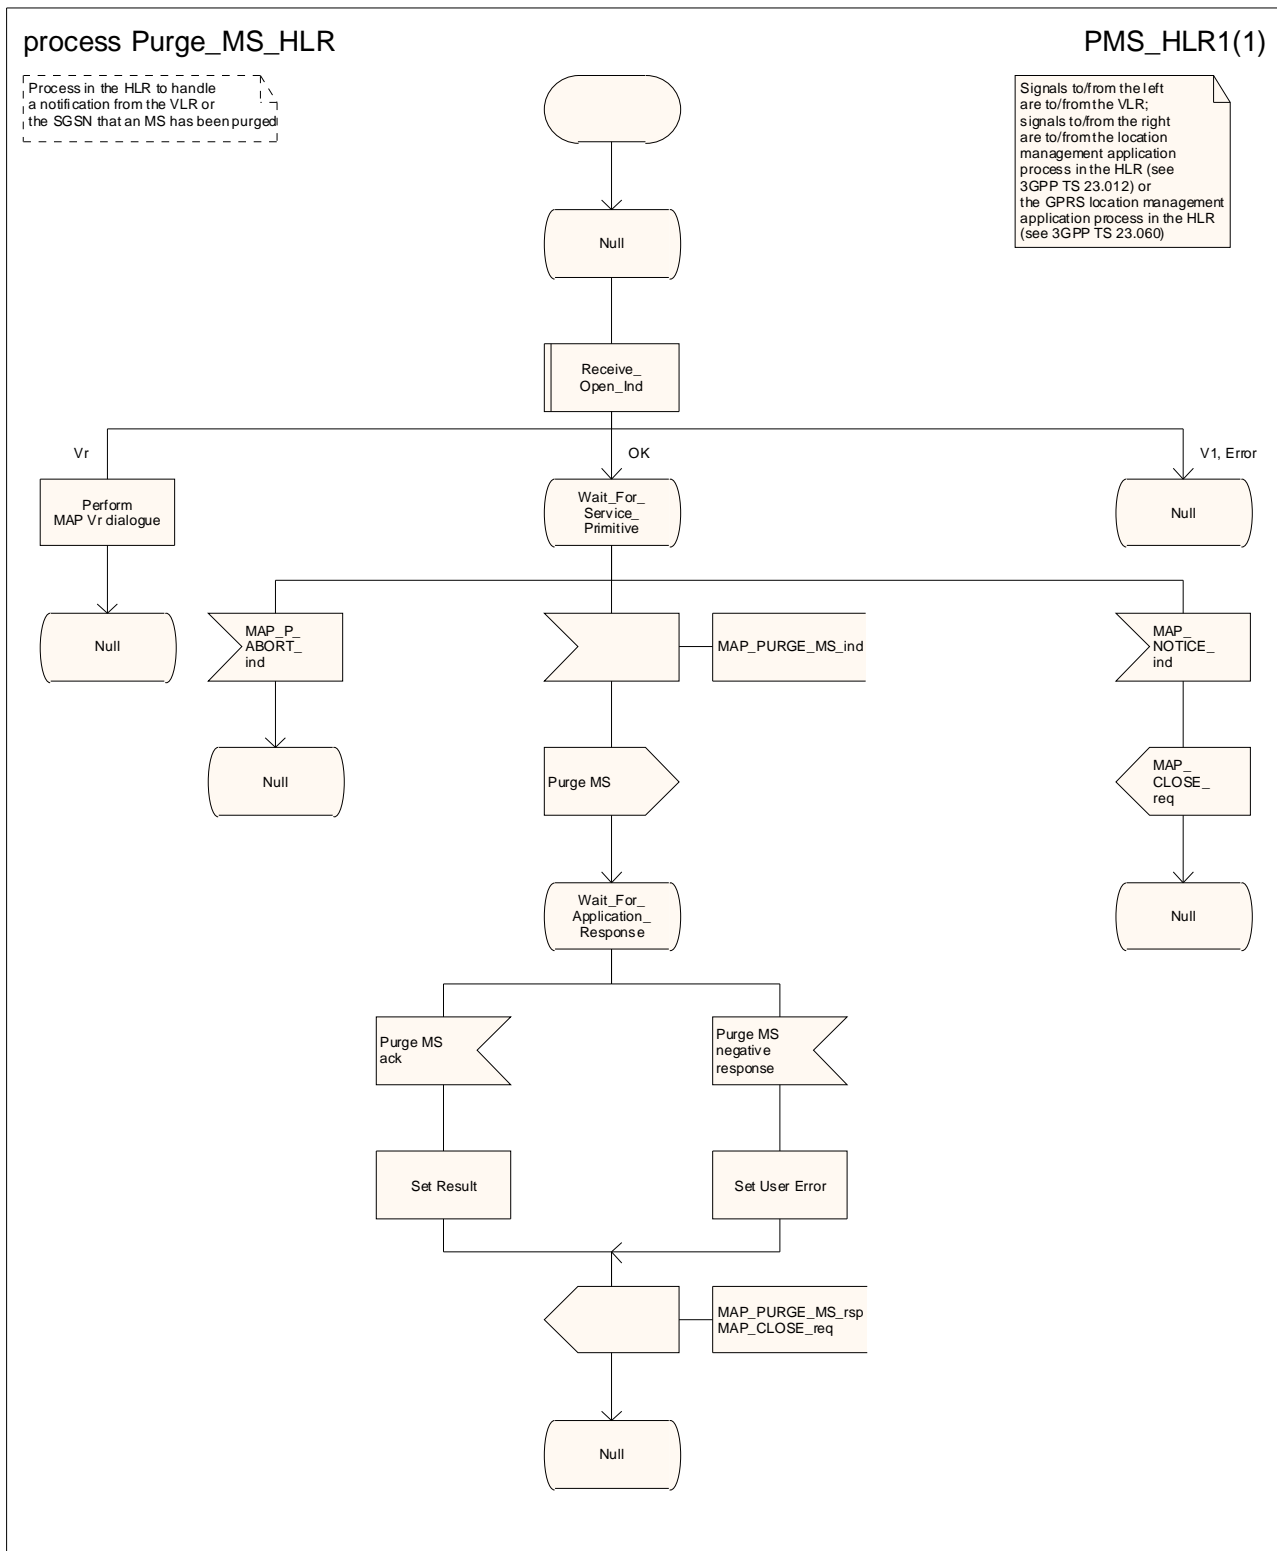 process Purge_MS_HLR
PMS_HLR1(1)
Process in the HLR to handle
a notification from the VLR or
the SGSN that an MS has been purged
Signals to/from the left
are to/from the VLR;
signals to/from the right
are to/from the location
management application
process in the HLR (see
3GPP TS 23.012) or
the GPRS location management
application process in the HLR
(see 3GPP TS 23.060)
Null
Receive_
Open_Ind
Vr
OK
V1, Error
Perform
MAP Vr dialogue
Wait_For_
Service_
Primitive
Null
Null
MAP_P_
ABORT_
ind
MAP_PURGE_MS_ind
MAP_
NOTICE_
ind
Null
Purge MS
MAP_
CLOSE_
req
Wait_For_
Application_
Response
Null
Purge MS
ack
Purge MS
negative
response
Set Result
Set User Error
MAP_PURGE_MS_rsp
MAP_CLOSE_req
Null